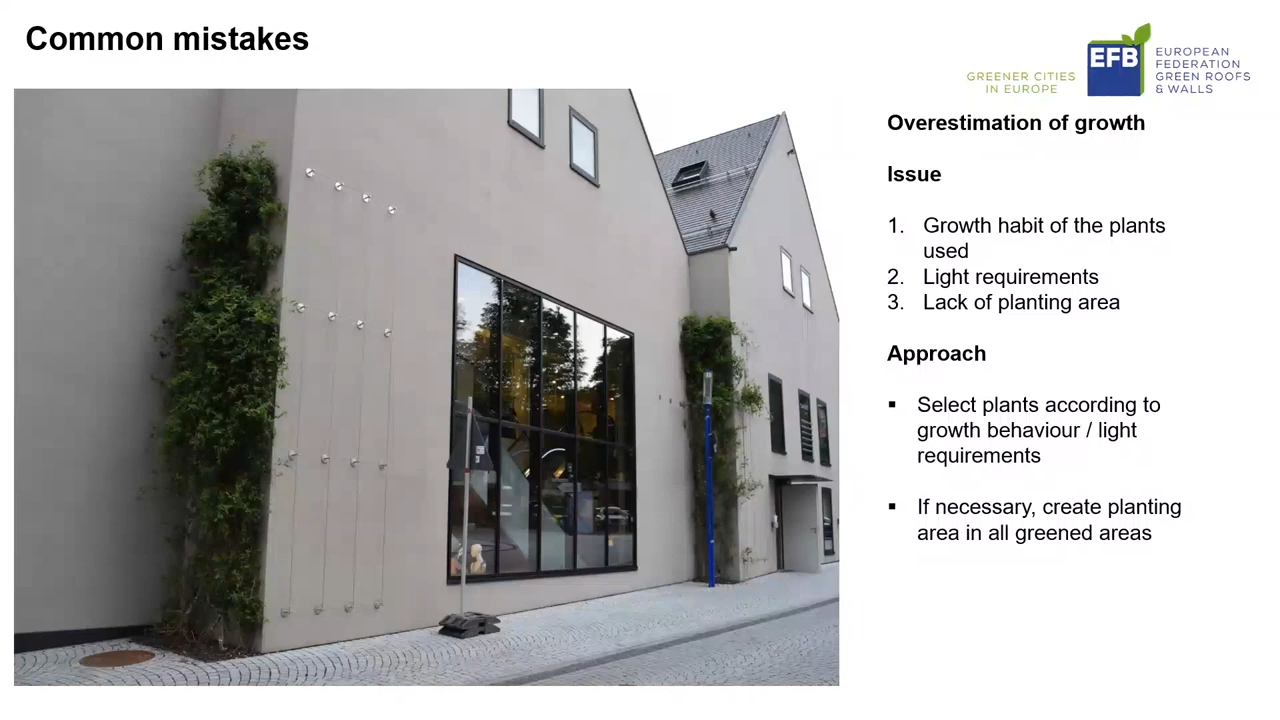 Common mistakes
GREENER CITIES
IN EUROPE
EFB
EUROPEAN
FEDERATION
GREEN ROOFS
& WALLS
Overestimation of growth
Issue
1. Growth habit of the plants
used
2. Light requirements
3. Lack of planting area
Approach
▪ Select plants according to
growth behaviour / light
requirements
▪ If necessary, create planting
area in all greened areas